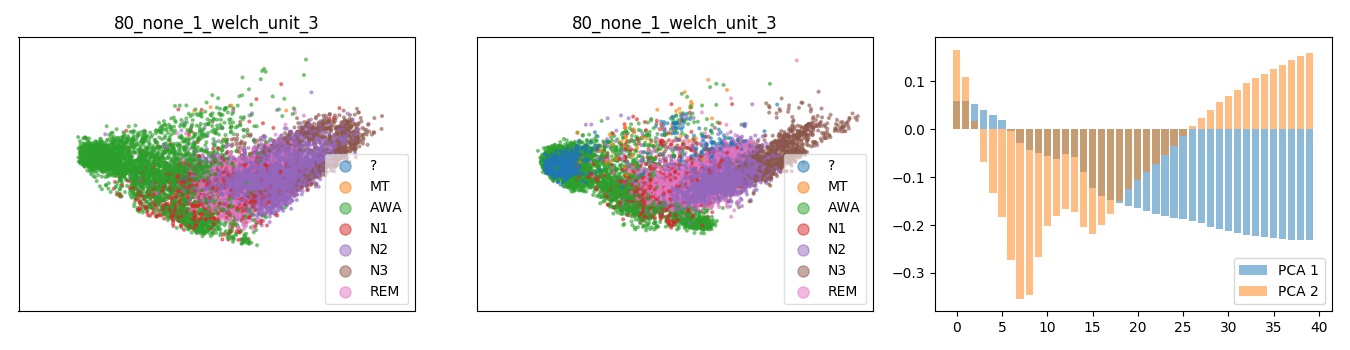 80_none_1_welch_unit_3
?
MT
AWA
N1
N2
N3
REM
80_none_1_welch_unit_3
?
MT
AWA
N1
N2
N3
REM
0.1
0.0
−0.1
−0.2
−0.3
0 5 10 15 20 25 30 35 40
PCA 1
PCA 2